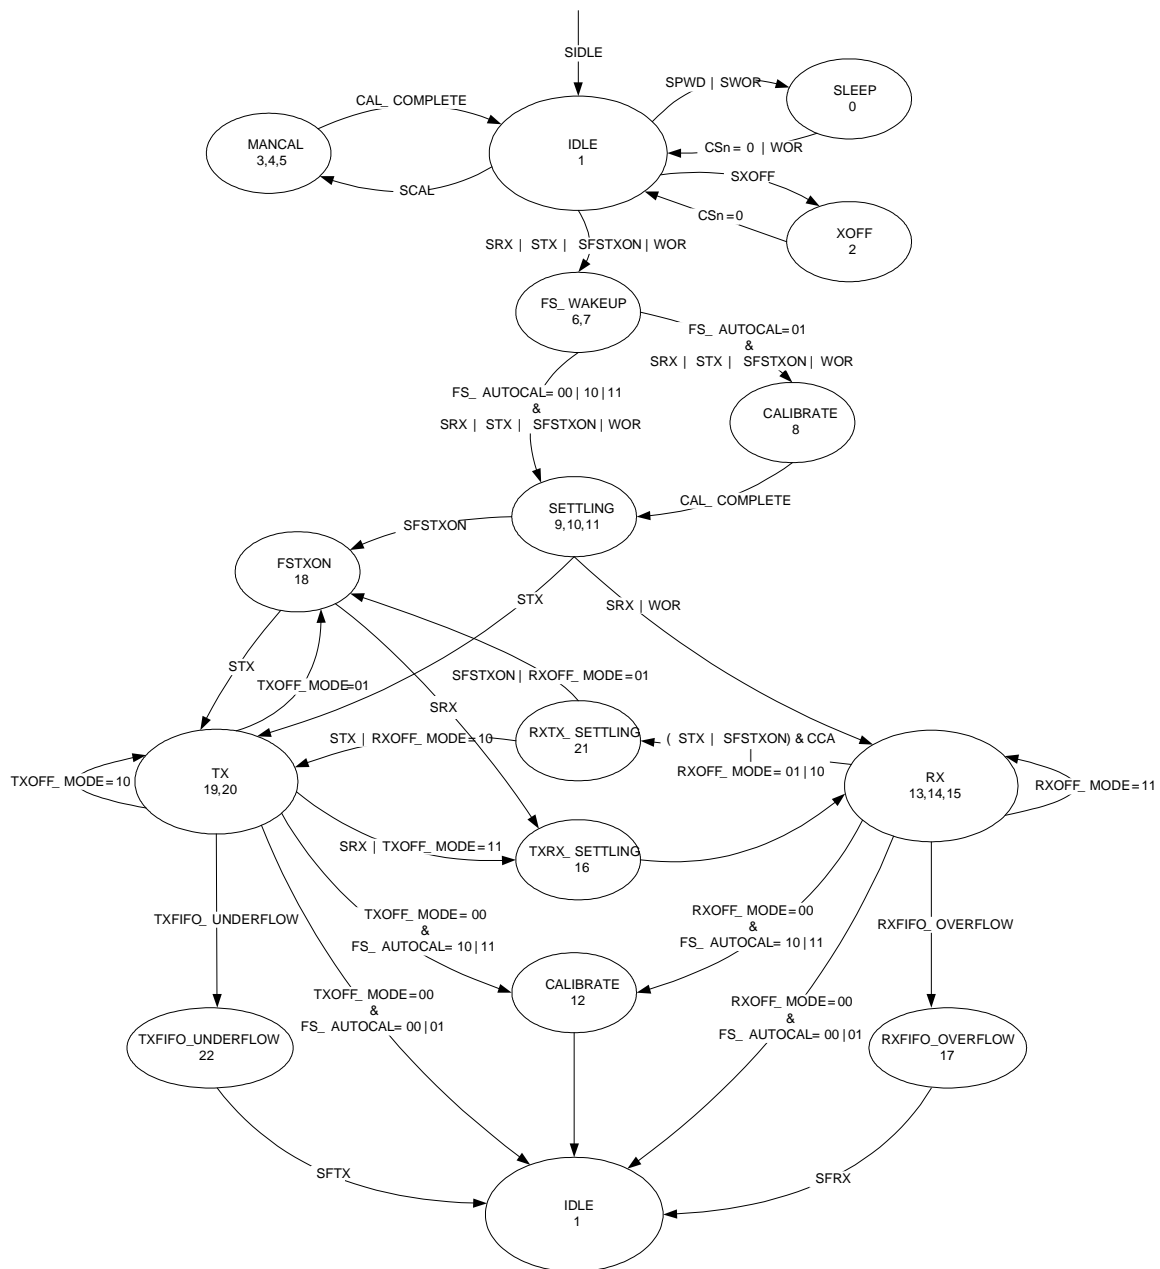 SIDLE
SPWD | SWOR
SLEEP
0
CAL_ COMPLETE
MANCAL
3,4,5
IDLE
1
CSn = 0 | WOR
SXOFF
SCAL
CSn = 0
XOFF
2
SRX | STX | SFSTXON | WOR
FS_ WAKEUP
6,7
FS_ AUTOCAL = 01
&
SRX | STX | SFSTXON | WOR
FS_ AUTOCAL = 00 | 10 | 11
&
SRX | STX | SFSTXON | WOR
CALIBRATE
8
CAL_ COMPLETE
SETTLING
9,10,11
SFSTXON
FSTXON
18
STX
SRX | WOR
STX
TXOFF_ MODE = 01
SFSTXON | RXOFF_ MODE = 01
SRX
STX | RXOFF_ MODE = 10
RXTX_ SETTLING
21
( STX | SFSTXON ) & CCA
|
RXOFF_ MODE = 01 | 10
TXOFF_ MODE = 10
TX
19,20
RX
13,14,15
RXOFF_ MODE = 11
SRX | TXOFF_ MODE = 11
TXRX_ SETTLING
16
TXFIFO_ UNDERFLOW
TXOFF_ MODE = 00
&
FS_ AUTOCAL = 10 | 11
RXOFF_ MODE = 00
&
FS_ AUTOCAL = 10 | 11
RXFIFO_ OVERFLOW
CALIBRATE
12
TXOFF_ MODE = 00
&
FS_ AUTOCAL = 00 | 01
RXOFF_ MODE = 00
&
FS_ AUTOCAL = 00 | 01
TXFIFO_UNDERFLOW
22
RXFIFO_OVERFLOW
17
SFTX
SFRX
IDLE
1